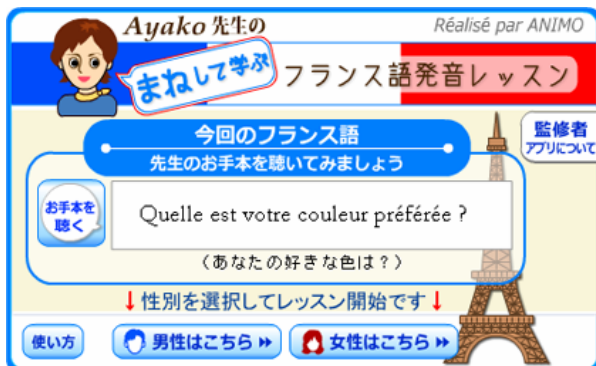 Ayako 先生の
Réalisé par ANIMO
まねして学ぶ
フランス語発音レッスン
今回のフランス語
先生のお手本を聴いてみましょう
監修者
アプリについて
お手本を
聴く
Quelle est votre couleur préférée ?
(あなたの好きな色は?)
↓性別を選択してレッスン開始です↓
使い方
男性はこちら
女性はこちら